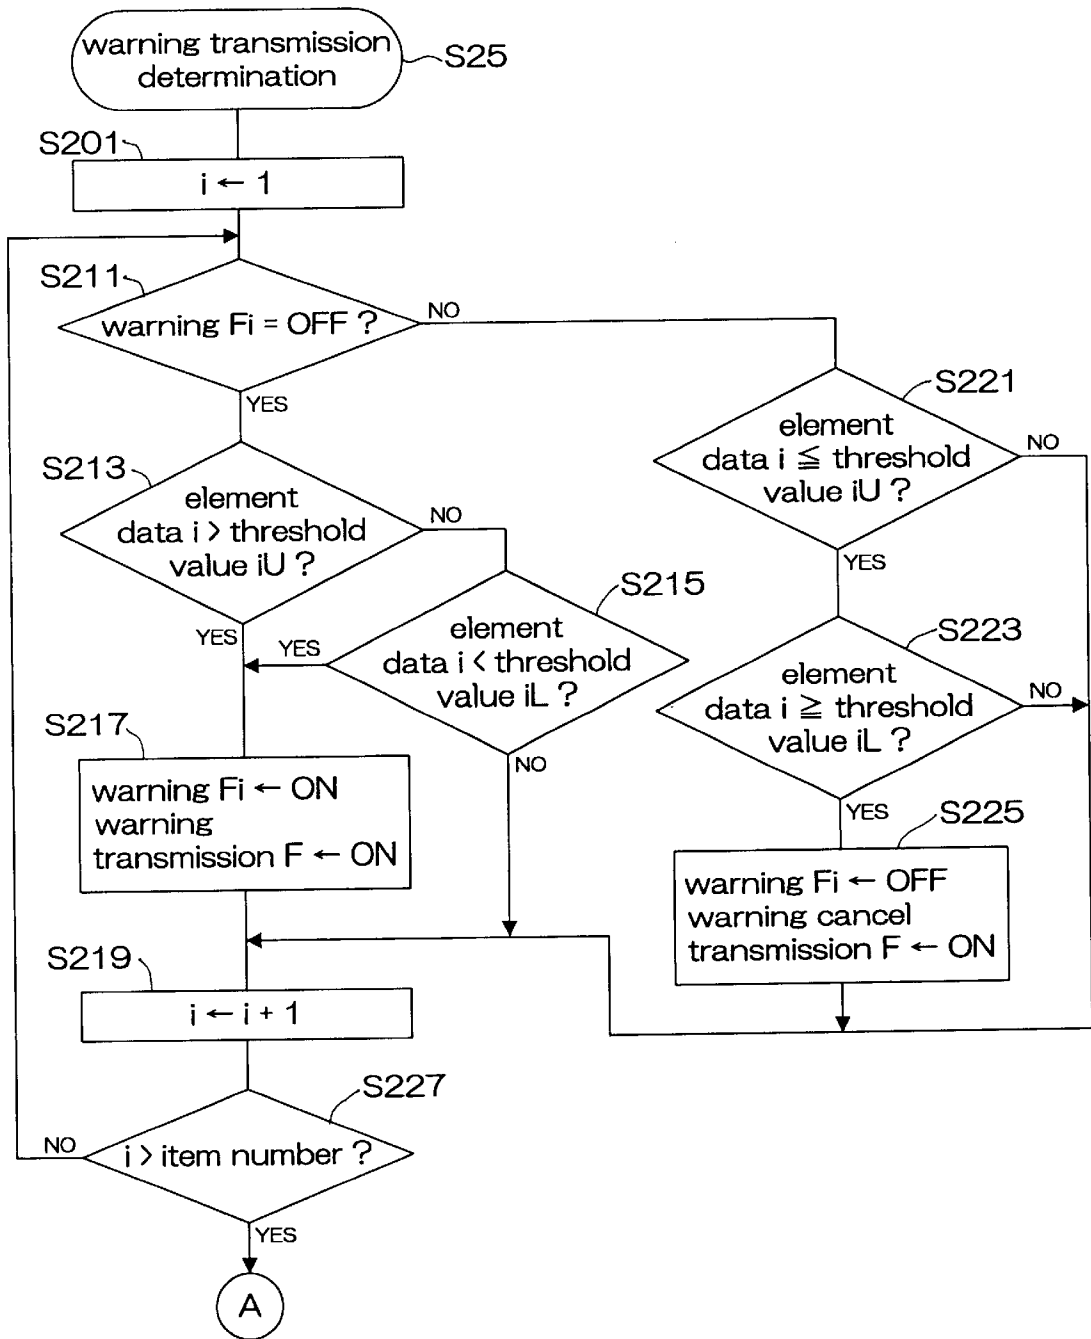 warning transmission
determination
S25
S201
i ← 1
S211
warning Fi = OFF ?
NO
YES
S221
element
data i ≦ threshold
value iU ?
NO
YES
S213
element
data i > threshold
value iU ?
NO
YES
S215
element
data i < threshold
value iL ?
YES
NO
S223
element
data i ≧ threshold
value iL ?
NO
YES
S217
warning Fi ← ON
warning
transmission F ← ON
S225
warning Fi ← OFF
warning cancel
transmission F ← ON
S219
i ← i + 1
S227
i > item number ?
NO
YES
A